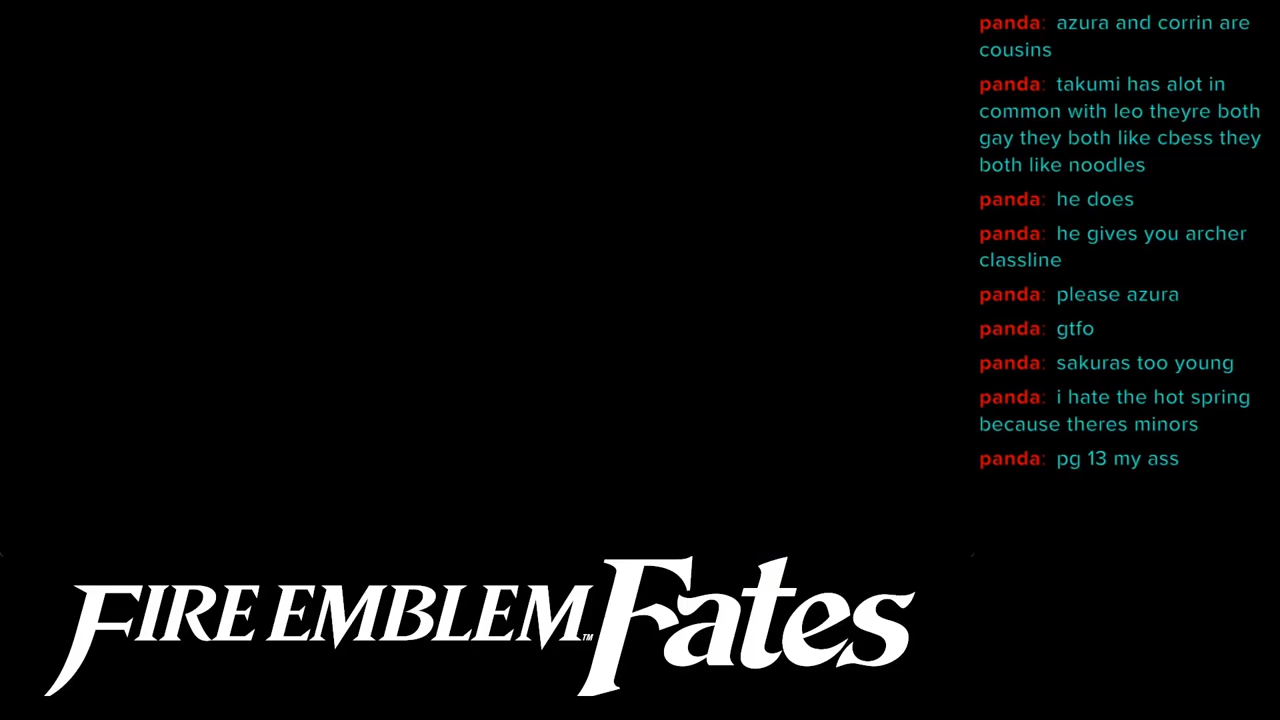 panda: azura and corrin are
cousins
panda: takumi has alot in
common with leo theyre both
gay they both like cbess they
both like noodles
panda: he does
panda: he gives you archer
classline
panda: please azura
panda: gtfo
panda: sakuras too young
panda: i hate the hot spring
because theres minors
panda: pg 13 my ass
FIRE EMBLEM™ Fates